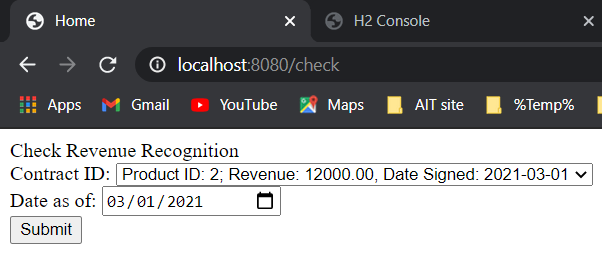 Home
H2 Console
localhost:8080/check
Apps Gmail YouTube Maps AIT site %Temp%
Check Revenue Recognition
Contract ID: Product ID: 2; Revenue: 12000.00, Date Signed: 2021-03-01
Date as of: 03/01/2021
Submit